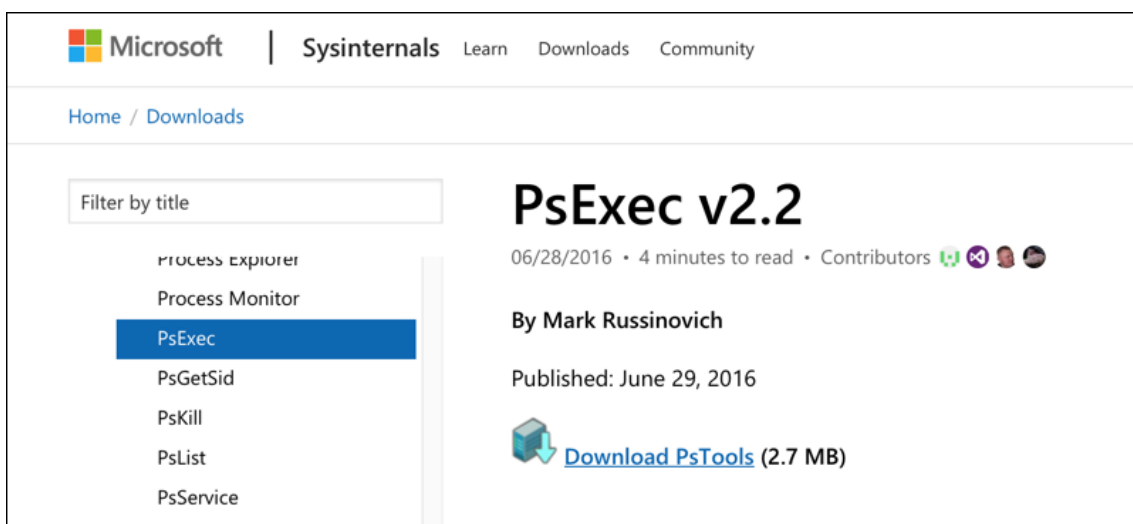 Microsoft | Sysinternals Learn Downloads Community
Home / Downloads
Filter by title
Process Explorer
Process Monitor
PsExec
PsGetSid
PsKill
PsList
PsService
PsExec v2.2
06/28/2016 • 4 minutes to read • Contributors
By Mark Russinovich
Published: June 29, 2016
Download PsTools (2.7 MB)